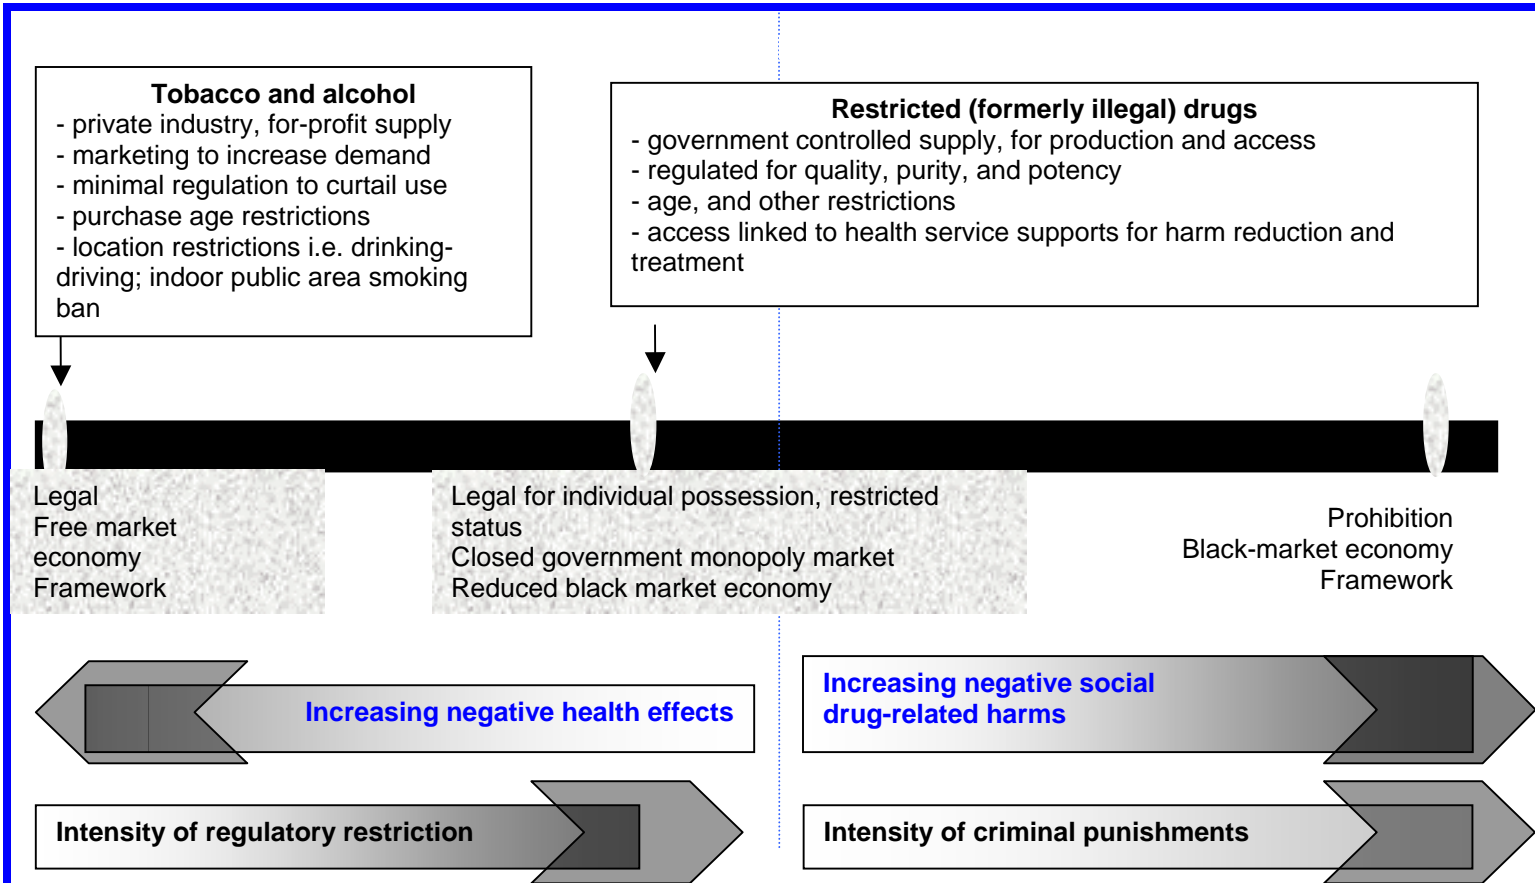 Tobacco and alcohol
- private industry, for-profit supply
- marketing to increase demand
- minimal regulation to curtail use
- purchase age restrictions
- location restrictions i.e. drinking-
driving; indoor public area smoking
ban
Restricted (formerly illegal) drugs
- government controlled supply, for production and access
- regulated for quality, purity, and potency
- age, and other restrictions
- access linked to health service supports for harm reduction and
treatment
Legal
Free market
economy
Framework
Legal for individual possession, restricted
status
Closed government monopoly market
Reduced black market economy
Prohibition
Black-market economy
Framework
Increasing negative health effects
Increasing negative social
drug-related harms
Intensity of regulatory restriction
Intensity of criminal punishments